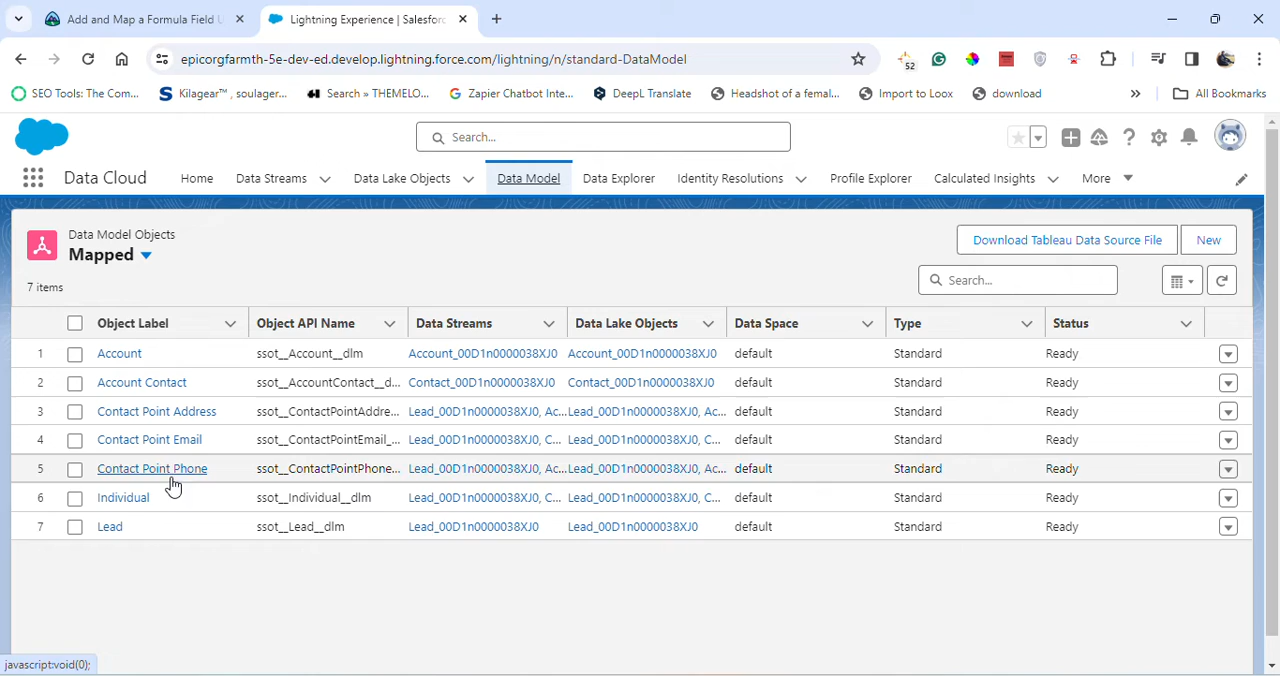 Add and Map a Formula Field U
Lightning Experience | Salesforc
epicorgfarmth-5e-dev-ed.develop.lightning.force.com/lightning/n/standard-DataModel
52
SEO Tools: The Com...
Kilagear™ , soulager...
Search » THEMELO...
Zapier Chatbot Inte...
DeepL Translate
Headshot of a femal...
Import to Loox
download
»
All Bookmarks
Search...
Data Cloud
Home
Data Streams
Data Lake Objects
Data Model
Data Explorer
Identity Resolutions
Profile Explorer
Calculated Insights
More
Data Model Objects
Mapped
Download Tableau Data Source File
New
7 items
Search...
Object Label Object API Name Data Streams Data Lake Objects Data Space Type Status
1 Account ssot__Account__dlm Account_00D1n0000038XJ0 Account_00D1n0000038XJ0 default Standard Ready
2 Account Contact ssot__AccountContact__d... Contact_00D1n0000038XJ0 Contact_00D1n0000038XJ0 default Standard Ready
3 Contact Point Address ssot__ContactPointAddre... Lead_00D1n0000038XJ0, Ac... Lead_00D1n0000038XJ0, Ac... default Standard Ready
4 Contact Point Email ssot__ContactPointEmail_... Lead_00D1n0000038XJ0, C... Lead_00D1n0000038XJ0, C... default Standard Ready
5 Contact Point Phone ssot__ContactPointPhone... Lead_00D1n0000038XJ0, Ac... Lead_00D1n0000038XJ0, Ac... default Standard Ready
6 Individual ssot__Individual__dlm Lead_00D1n0000038XJ0, C... Lead_00D1n0000038XJ0, C... default Standard Ready
7 Lead ssot__Lead__dlm Lead_00D1n0000038XJ0 Lead_00D1n0000038XJ0 default Standard Ready
javascript:void(0);